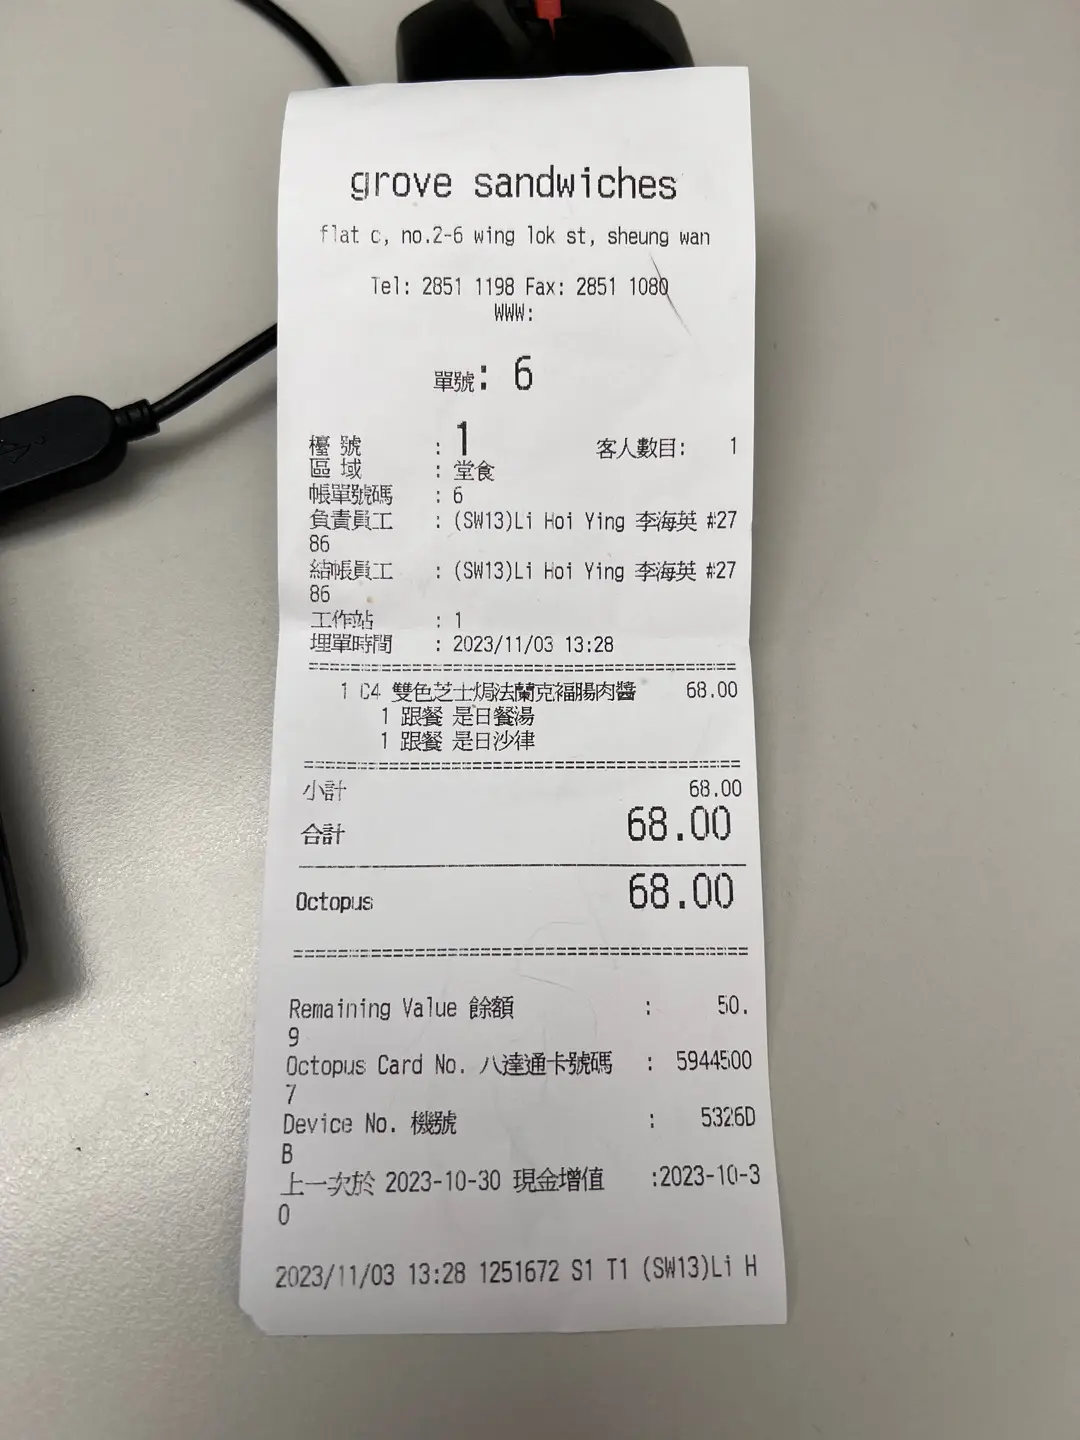 grove sandwiches
flat c, no.2-6 wing lok st, sheung wan
Tel: 2851 1198 Fax: 2851 1080
WWW:
單號: 6
檯 號 : 1 客人數目: 1
區 域 : 堂食
帳單號碼 : 6
負責員工 : (SW13)Li Hoi Ying 李海英 #27
86
結帳員工 : (SW13)Li Hoi Ying 李海英 #27
86
工作站 : 1
埋單時間 : 2023/11/03 13:28
1 C4 雙色芝士焗法蘭克福腸肉醬 68.00
1 跟餐 是日餐湯
1 跟餐 是日沙律
小計 68.00
合計 68.00
Octopus 68.00
Remaining Value 餘額 : 50.
9
Octopus Card No. 八達通卡號碼 : 5944500
7
Device No. 機號 : 5326D
B
上一次於 2023-10-30 現金增值 :2023-10-3
0
2023/11/03 13:28 1251672 S1 T1 (SW13)Li H